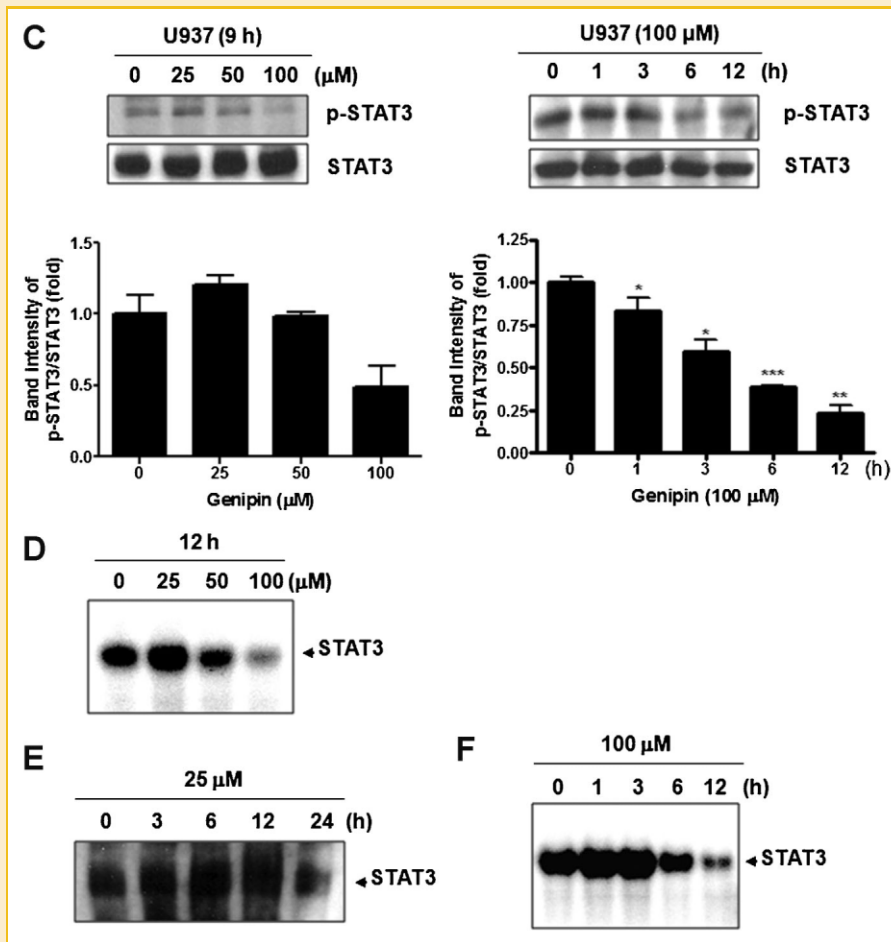 C
U937 (9 h)
0 25 50 100 (μM)
p-STAT3
STAT3
1.5
1.0
0.5
0.0
Band Intensity of
p-STAT3/STAT3 (fold)
0 25 50 100
Genipin (μM)
U937 (100 μM)
0 1 3 6 12 (h)
p-STAT3
STAT3
1.25
1.00
0.75
0.50
0.25
0.00
Band Intensity of
p-STAT3/STAT3 (fold)
* * *** **
0 1 3 6 12 (h)
Genipin (100 μM)
D
12 h
0 25 50 100 (μM)
STAT3
E
25 μM
0 3 6 12 24 (h)
STAT3
F
100 μM
0 1 3 6 12 (h)
STAT3